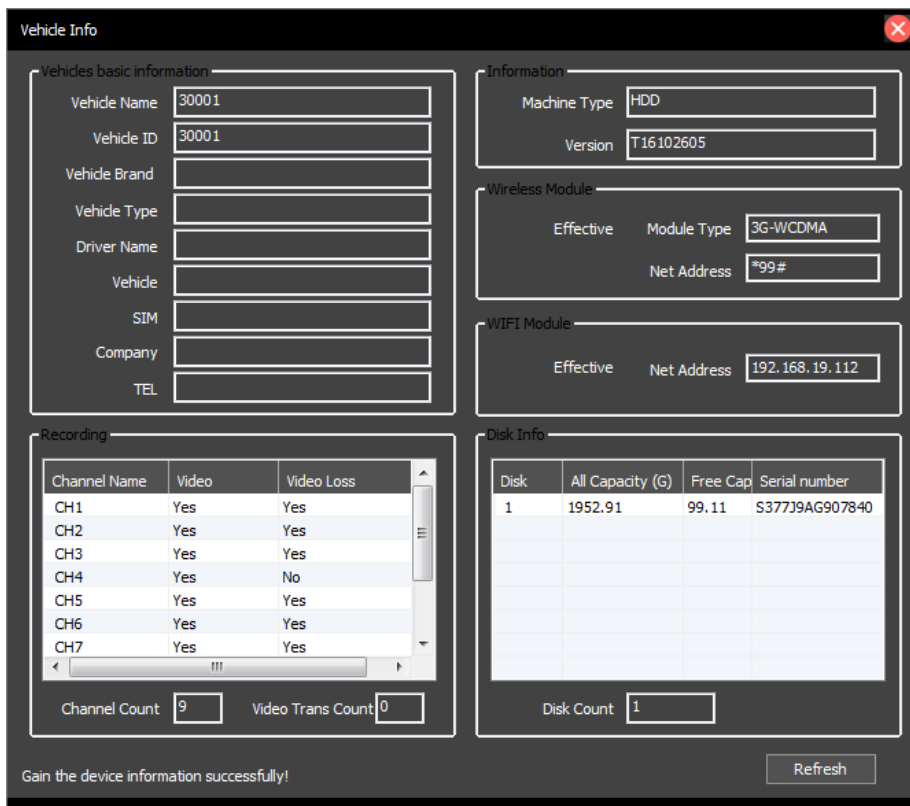 Vehicle Info
Vehicles basic information
Vehicle Name 30001
Vehicle ID 30001
Vehicle Brand
Vehicle Type
Driver Name
Vehicle
SIM
Company
TEL
Information
Machine Type HDD
Version T16102605
Wireless Module
Effective Module Type 3G-WCDMA
Net Address *99#
WIFI Module
Effective Net Address 192.168.19.112
Recording
Channel Name Video Video Loss
CH1 Yes Yes
CH2 Yes Yes
CH3 Yes Yes
CH4 Yes No
CH5 Yes Yes
CH6 Yes Yes
CH7 Yes Yes
Channel Count 9 Video Trans Count 0
Disk Info
Disk All Capacity (G) Free Cap Serial number
1 1952.91 99.11 S377J9AG907840
Disk Count 1
Gain the device information successfully!
Refresh